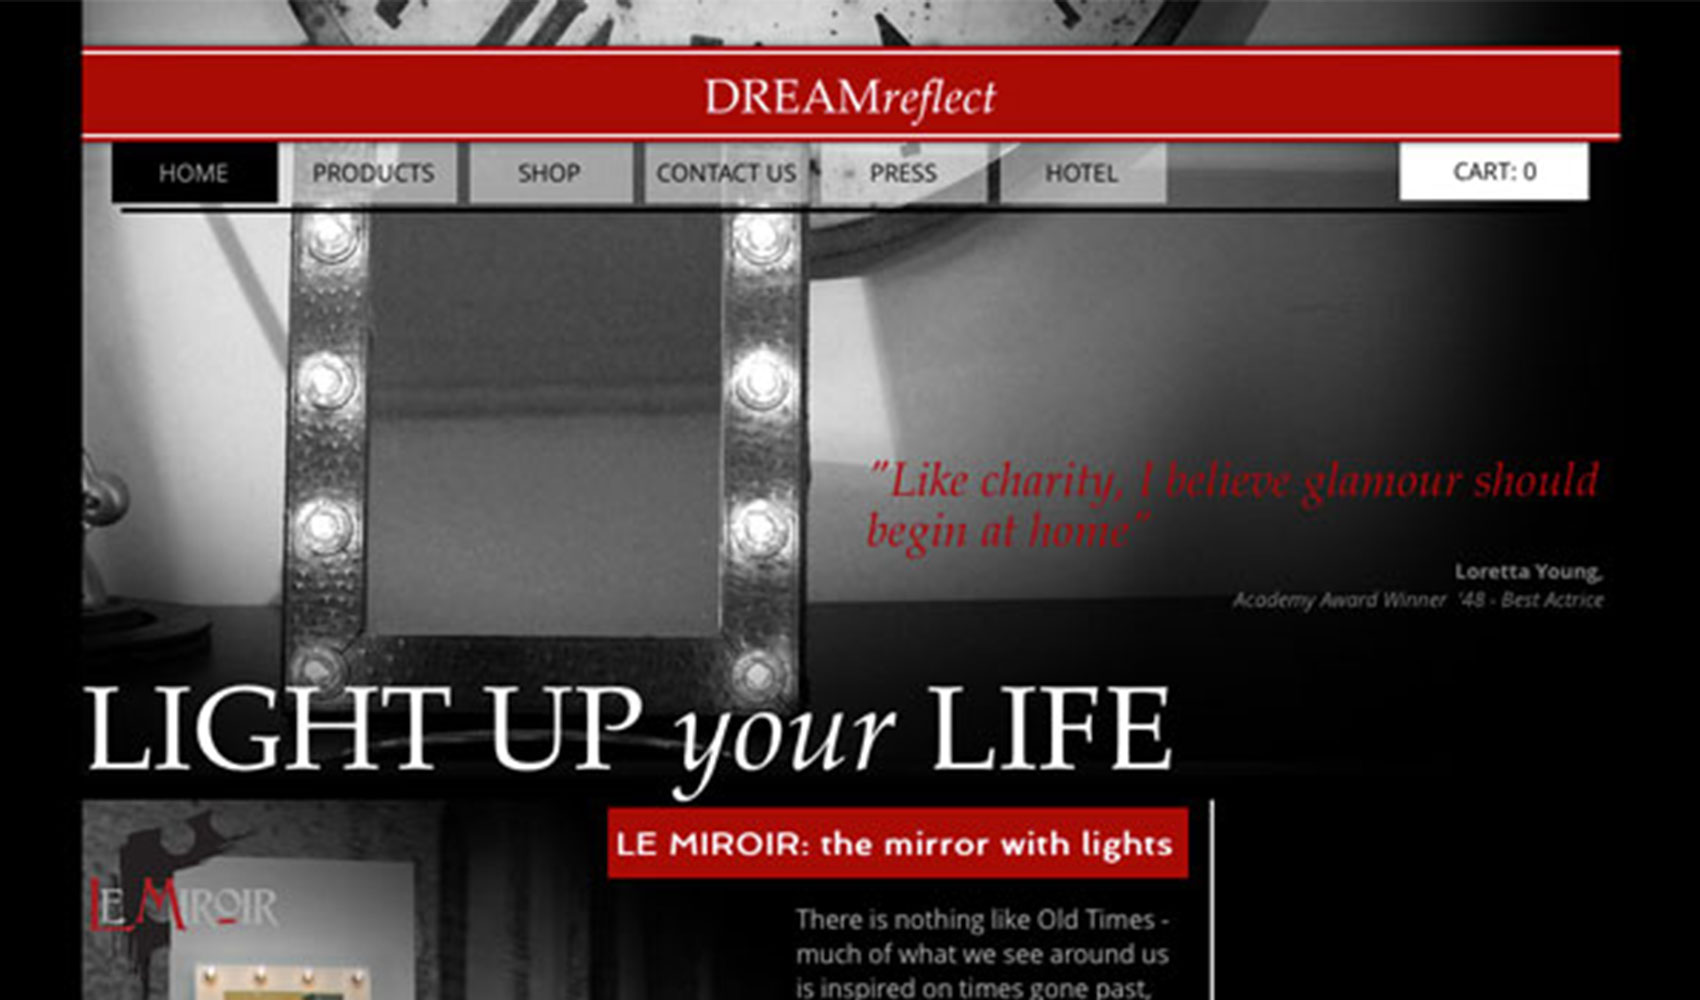 DREAMreflect
HOME PRODUCTS SHOP CONTACT US PRESS HOTEL CART: 0
"Like charity, I believe glamour should
begin at home"
Loretta Young,
Academy Award Winner '48 - Best Actrice
LIGHT UP your LIFE
LE MIROIR: the mirror with lights
LE MIROIR
There is nothing like Old Times -
much of what we see around us
is inspired on times gone past,